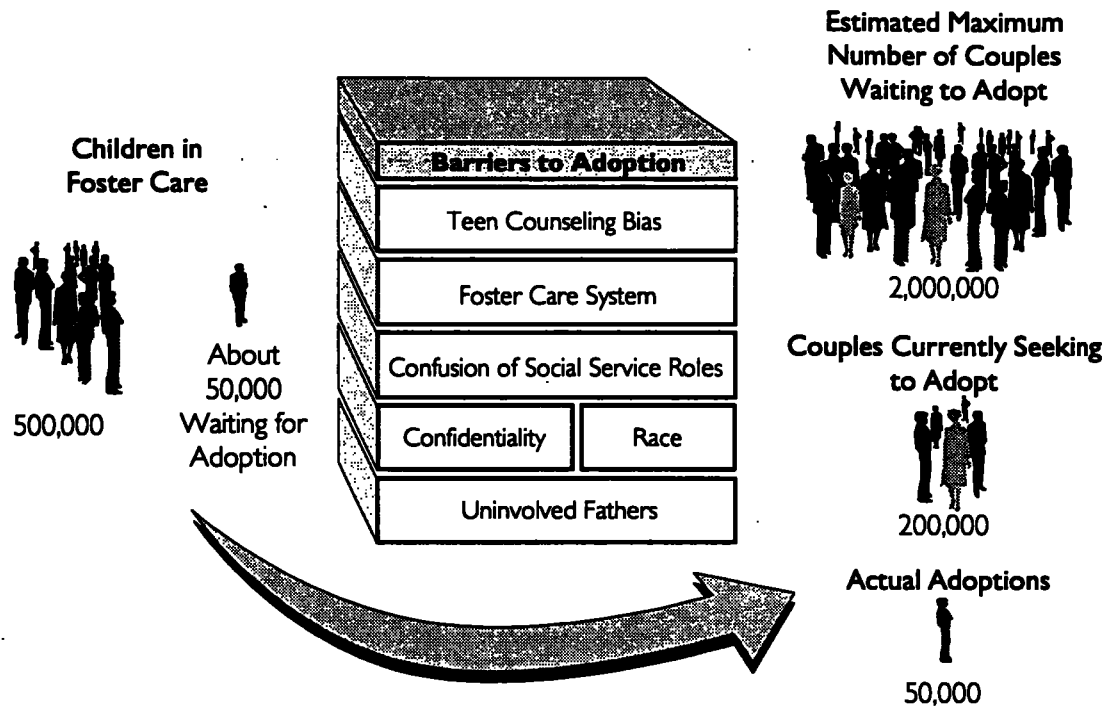 Children in
Foster Care
500,000
About
50,000
Waiting for
Adoption
Barriers to Adoption
Teen Counseling Bias
Foster Care System
Confusion of Social Service Roles
Confidentiality
Race
Uninvolved Fathers
Estimated Maximum
Number of Couples
Waiting to Adopt
2,000,000
Couples Currently Seeking
to Adopt
200,000
Actual Adoptions
50,000